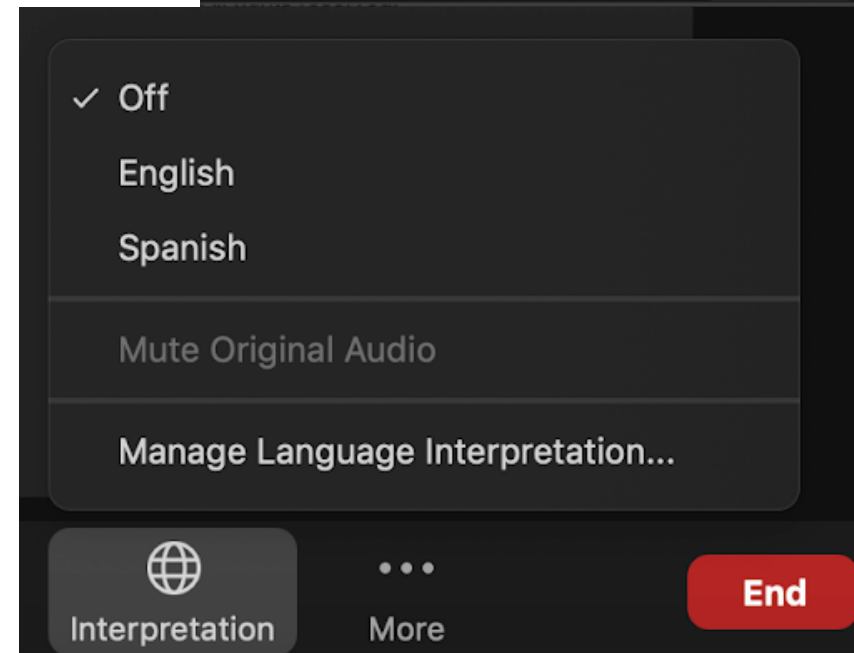 Off
English
Spanish
Mute Original Audio
Manage Language Interpretation...
Interpretation
More
End